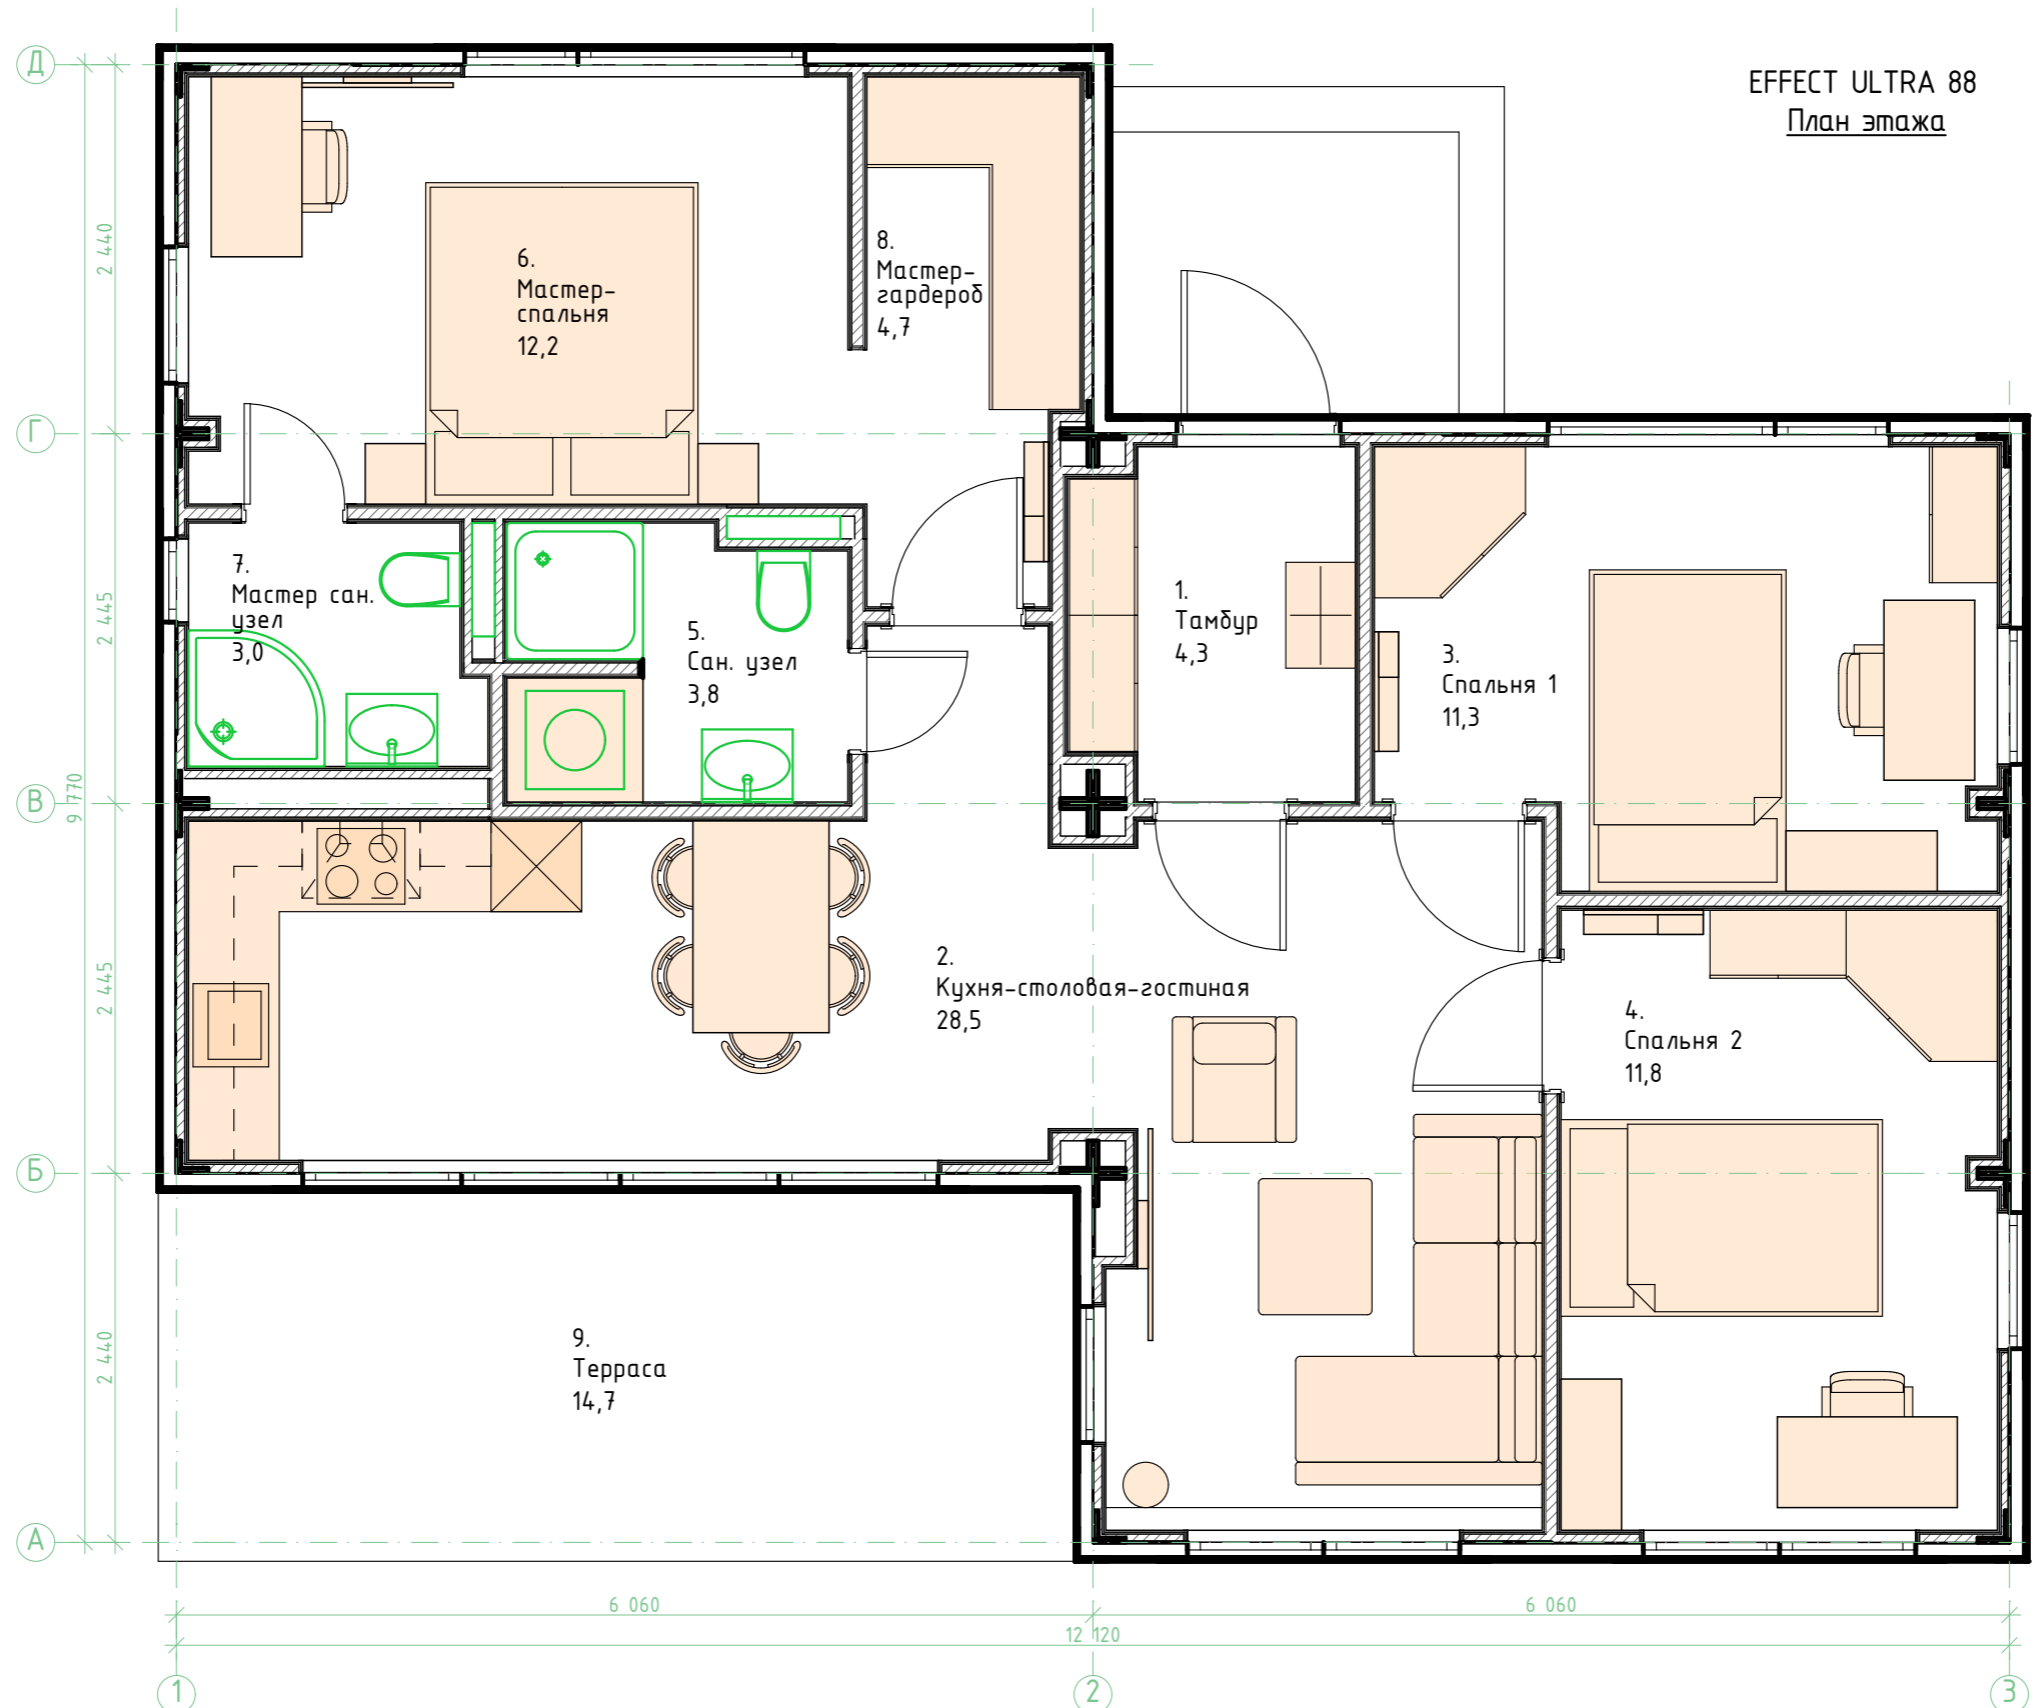 EFFECT ULTRA 88
План этажа
Д
Г
В
Б
А
2 440
2 445
9 770
2 445
2 440
6.
Мастер-
спальня
12,2
8.
Мастер-
гардероб
4,7
7.
Мастер сан.
узел
3,0
5.
Сан. узел
3,8
1.
Тамбур
4,3
3.
Спальня 1
11,3
2.
Кухня-столовая-гостиная
28,5
4.
Спальня 2
11,8
9.
Терраса
14,7
6 060
6 060
12 120
1
2
3